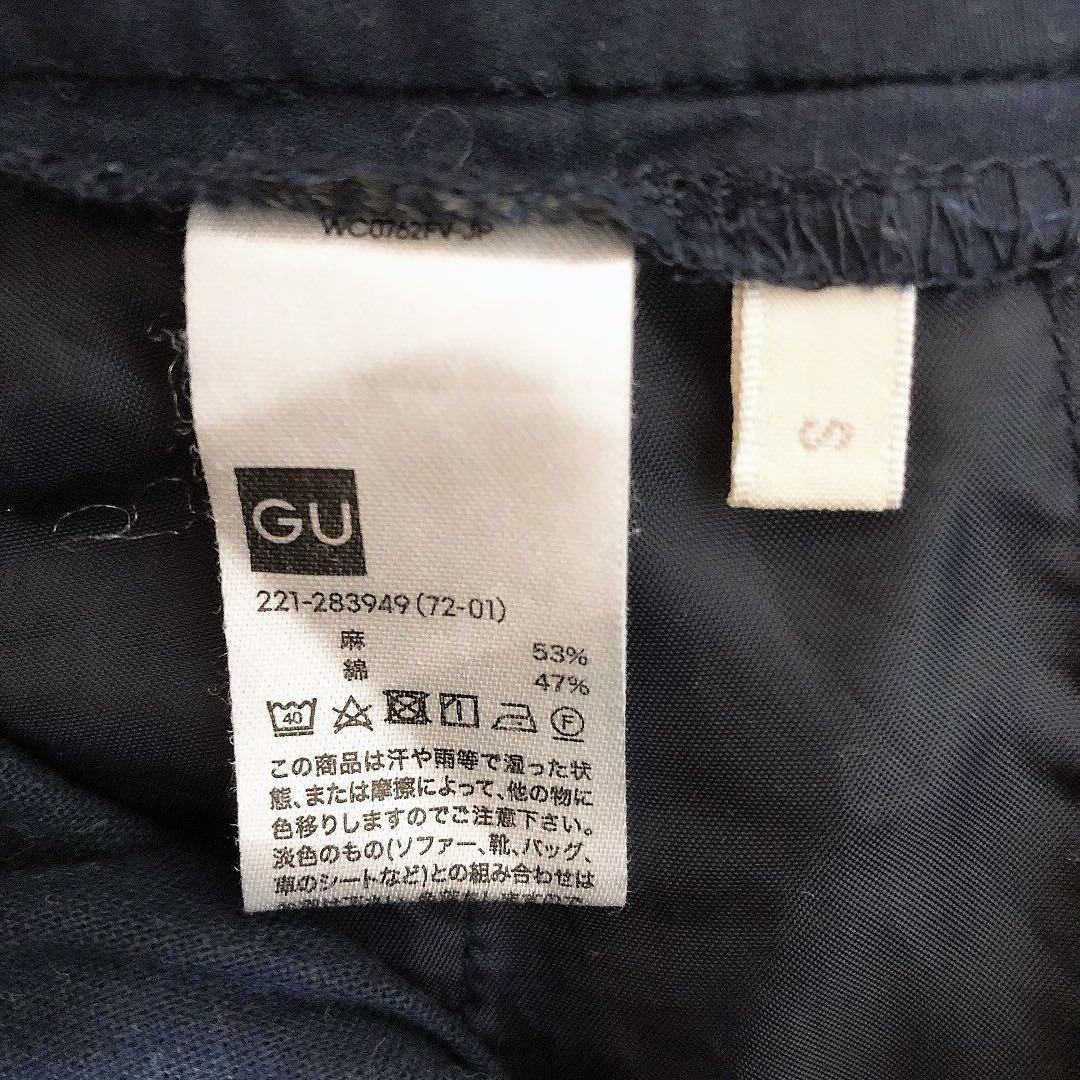 GU
221-283949(72-01)
麻 53%
綿 47%
40
F
この商品は汗や雨等で湿った状
態、または摩擦によって、他の物に
色移りしますのでご注意下さい。
淡色のもの(ソファー、靴、バッグ、
車のシートなど)との組み合わせは
S